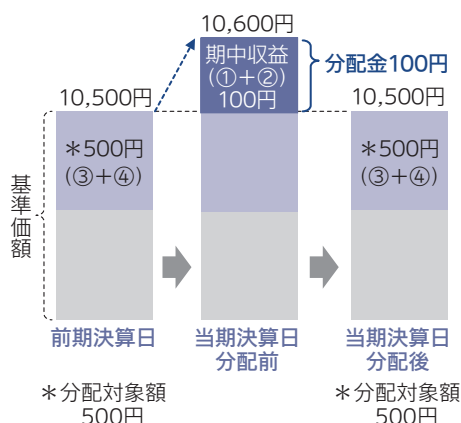 10,600円
期中収益
(①+②)
100円
分配金100円
10,500円
10,500円
*500円
(③+④)
*500円
(③+④)
基準価額
前期決算日
当期決算日
分配前
当期決算日
分配後
*分配対象額
500円
*分配対象額
500円